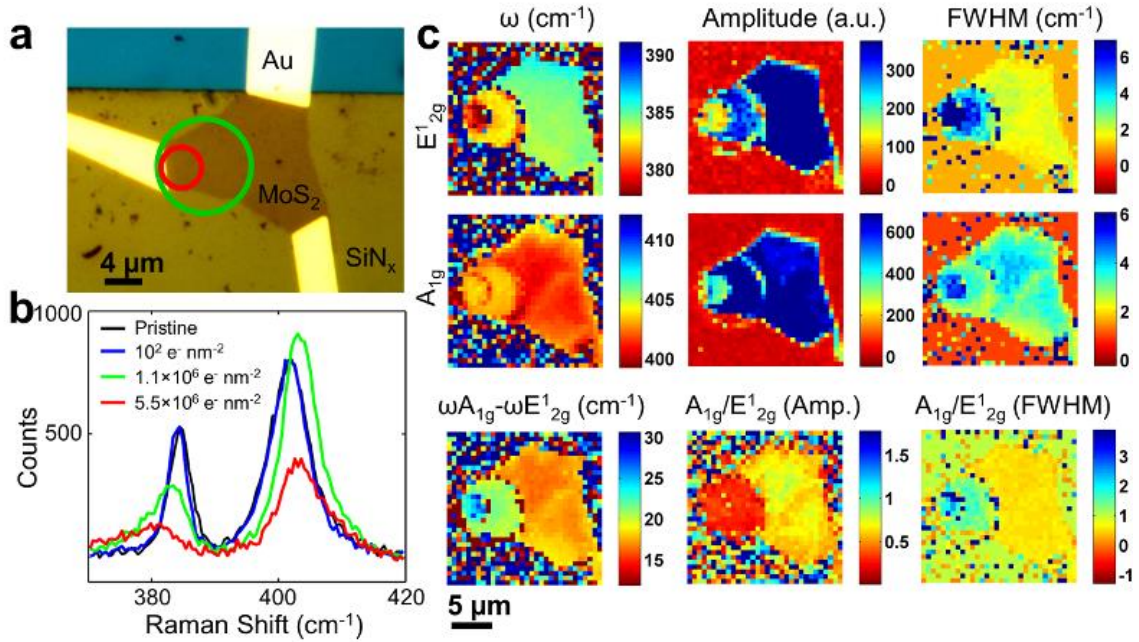 a
Au
MoS₂
SiNₓ
4 µm
b
1000
500
Counts
Pristine
10² e⁻ nm⁻²
1.1×10⁶ e⁻ nm⁻²
5.5×10⁶ e⁻ nm⁻²
380 400 420
Raman Shift (cm⁻¹)
c
ω (cm⁻¹) Amplitude (a.u.) FWHM (cm⁻¹)
E¹₂g
390
385
380
300
200
100
0
6
4
2
0
A₁g
410
405
400
600
400
200
0
6
4
2
0
ωA₁g-ωE¹₂g (cm⁻¹) A₁g/E¹₂g (Amp.) A₁g/E¹₂g (FWHM)
30
25
20
15
1.5
1
0.5
3
2
1
0
-1
5 µm